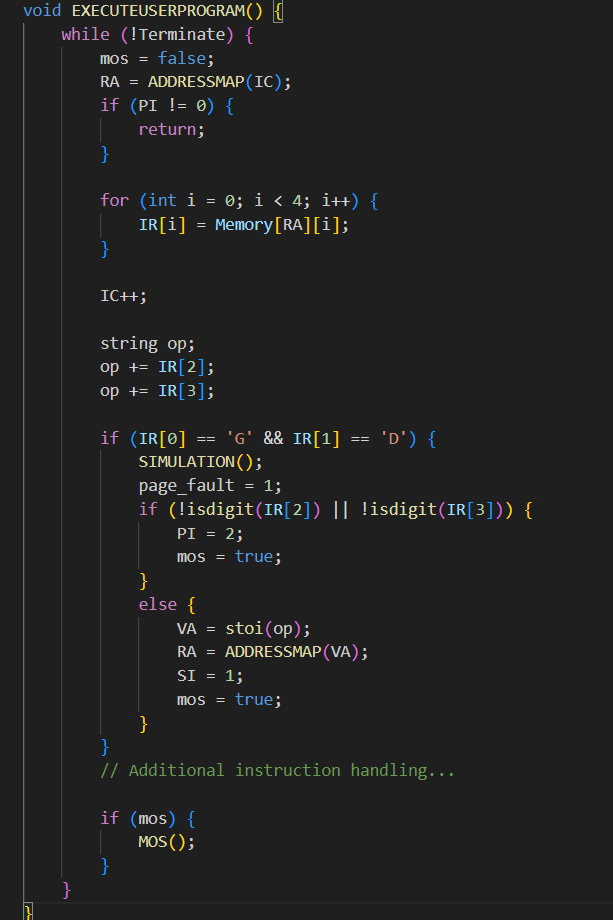 void EXECUTEUSERPROGRAM() {
    while (!Terminate) {
        mos = false;
        RA = ADDRESSMAP(IC);
        if (PI != 0) {
            return;
        }

        for (int i = 0; i < 4; i++) {
            IR[i] = Memory[RA][i];
        }

        IC++;

        string op;
        op += IR[2];
        op += IR[3];

        if (IR[0] == 'G' && IR[1] == 'D') {
            SIMULATION();
            page_fault = 1;
            if (!isdigit(IR[2]) || !isdigit(IR[3])) {
                PI = 2;
                mos = true;
            }
            else {
                VA = stoi(op);
                RA = ADDRESSMAP(VA);
                SI = 1;
                mos = true;
            }
        }
        // Additional instruction handling...

        if (mos) {
            MOS();
        }
    }
}